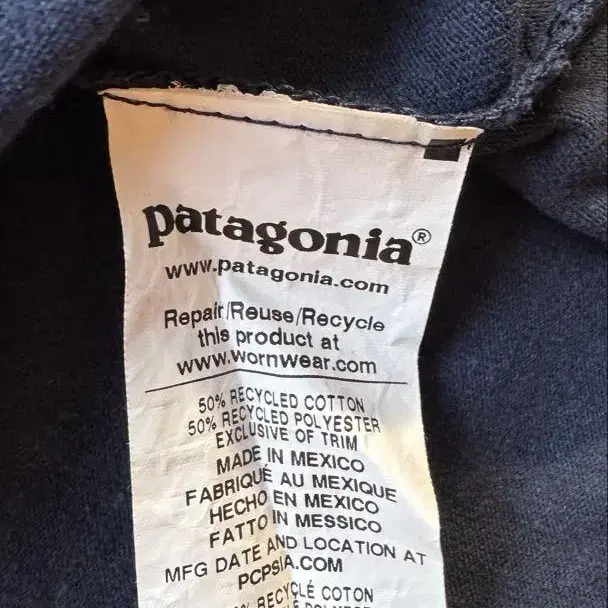 patagonia®
www.patagonia.com
Repair/Reuse/Recycle
this product at
www.wornwear.com
50% RECYCLED COTTON
50% RECYCLED POLYESTER
EXCLUSIVE OF TRIM
MADE IN MEXICO
FABRIQUÉ AU MEXIQUE
HECHO EN MEXICO
FATTO IN MESSICO
MFG DATE AND LOCATION AT
PCPSIA.COM
% RECYCLÉ COTON